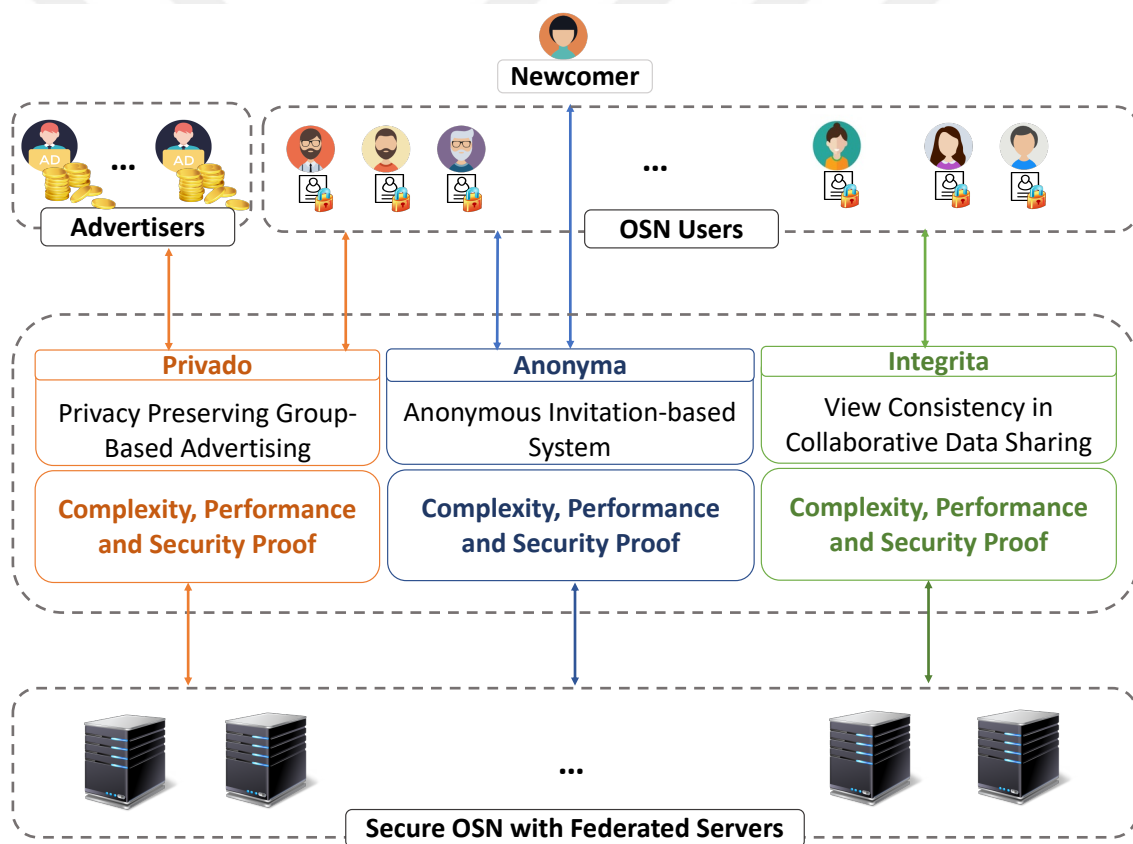 Newcomer
AD
...
AD
...
Advertisers
OSN Users
Privado
Privacy Preserving Group-
Based Advertising
Complexity, Performance
and Security Proof
Anonyma
Anonymous Invitation-based
System
Complexity, Performance
and Security Proof
Integrita
View Consistency in
Collaborative Data Sharing
Complexity, Performance
and Security Proof
...
Secure OSN with Federated Servers